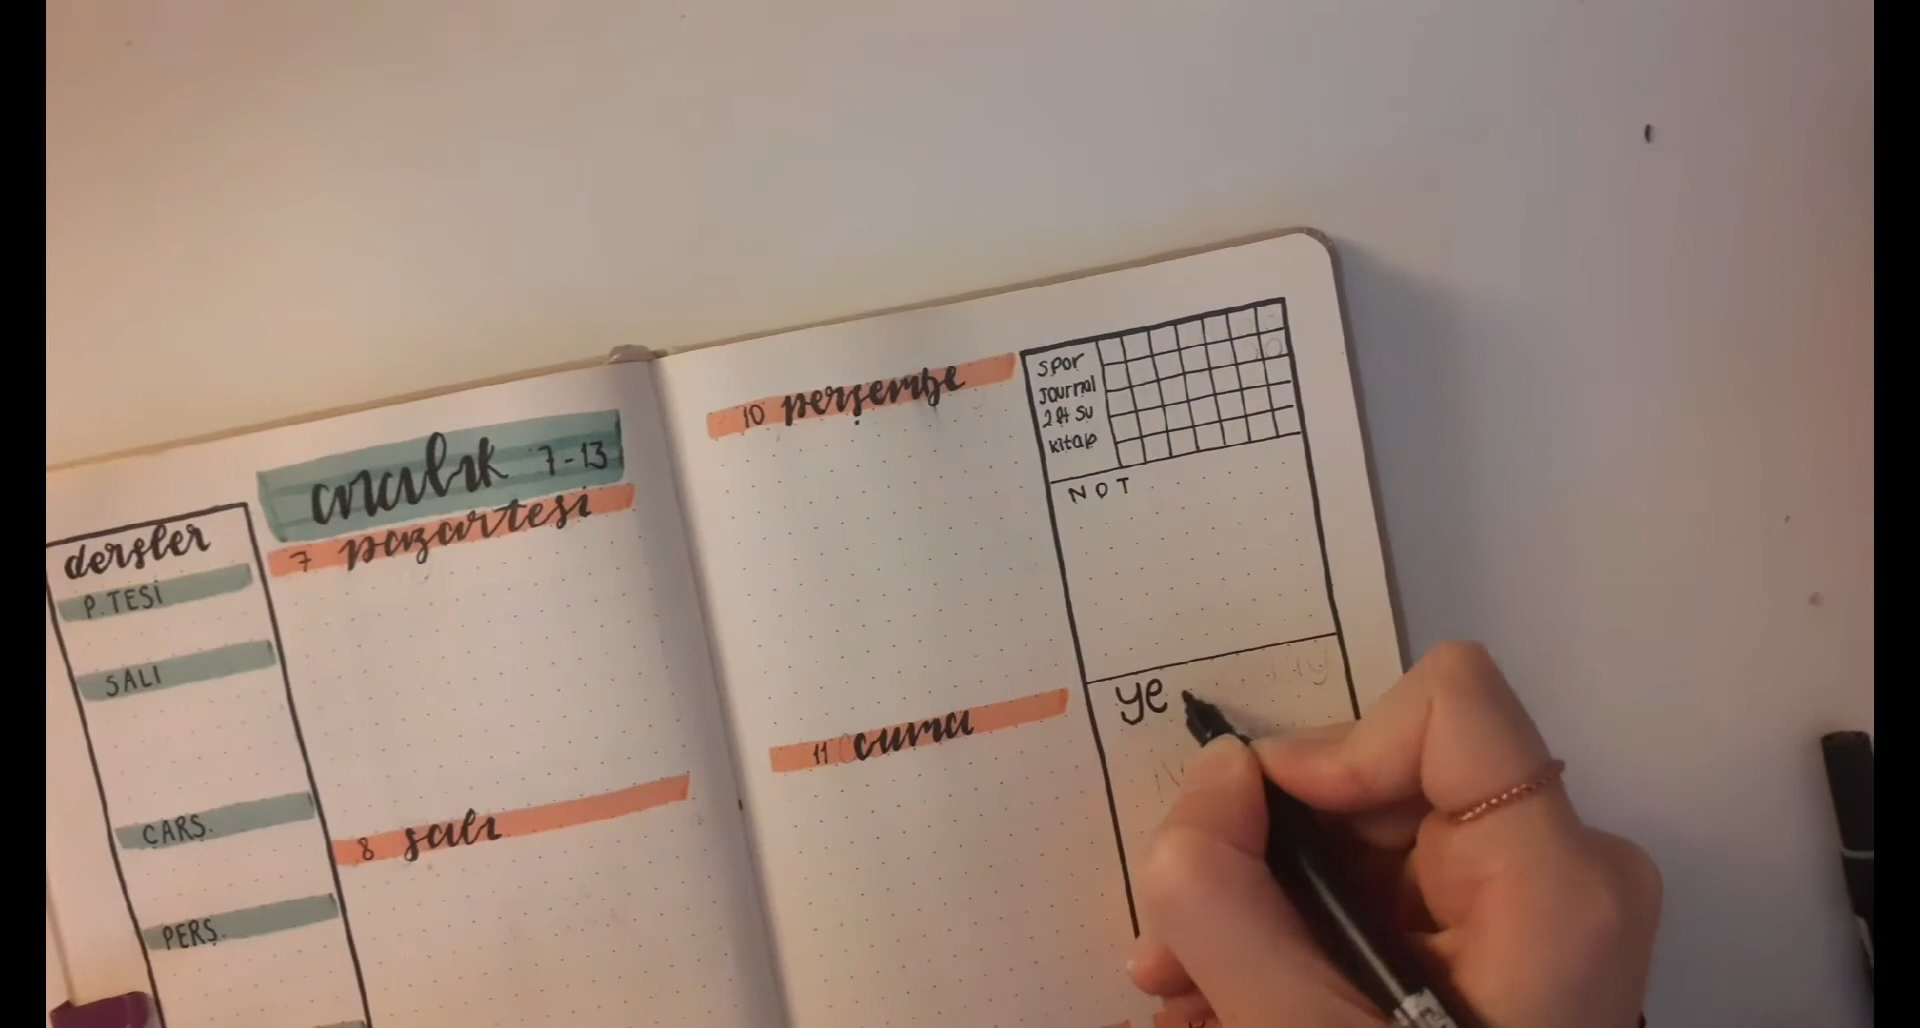 dersler
P.TESİ
SALI
ÇARŞ.
PERŞ.
aralık 7-13
7 pazartesi
8 salı
10 perşembe
11 cuma
spor
journal
2 lt su
kitap
NOT
ye